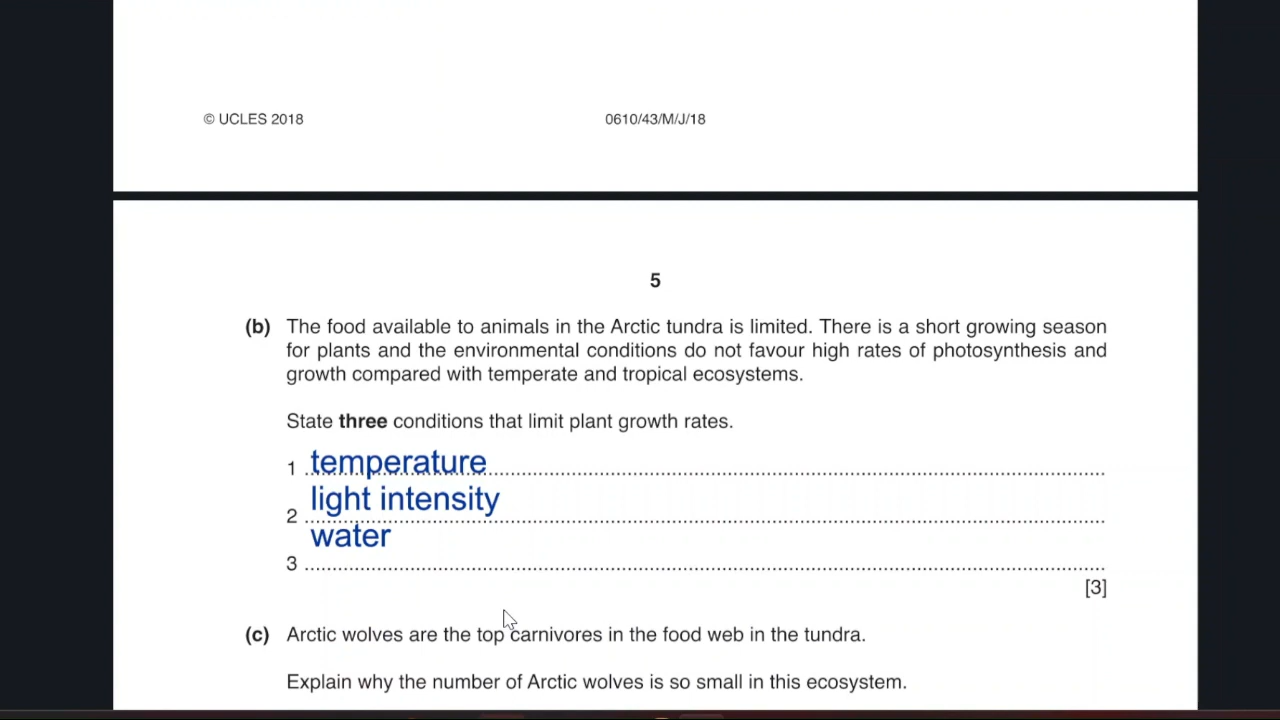 © UCLES 2018 0610/43/M/J/18
5
(b) The food available to animals in the Arctic tundra is limited. There is a short growing season
for plants and the environmental conditions do not favour high rates of photosynthesis and
growth compared with temperate and tropical ecosystems.
State three conditions that limit plant growth rates.
1 temperature
2 light intensity
3 water
[3]
(c) Arctic wolves are the top carnivores in the food web in the tundra.
Explain why the number of Arctic wolves is so small in this ecosystem.